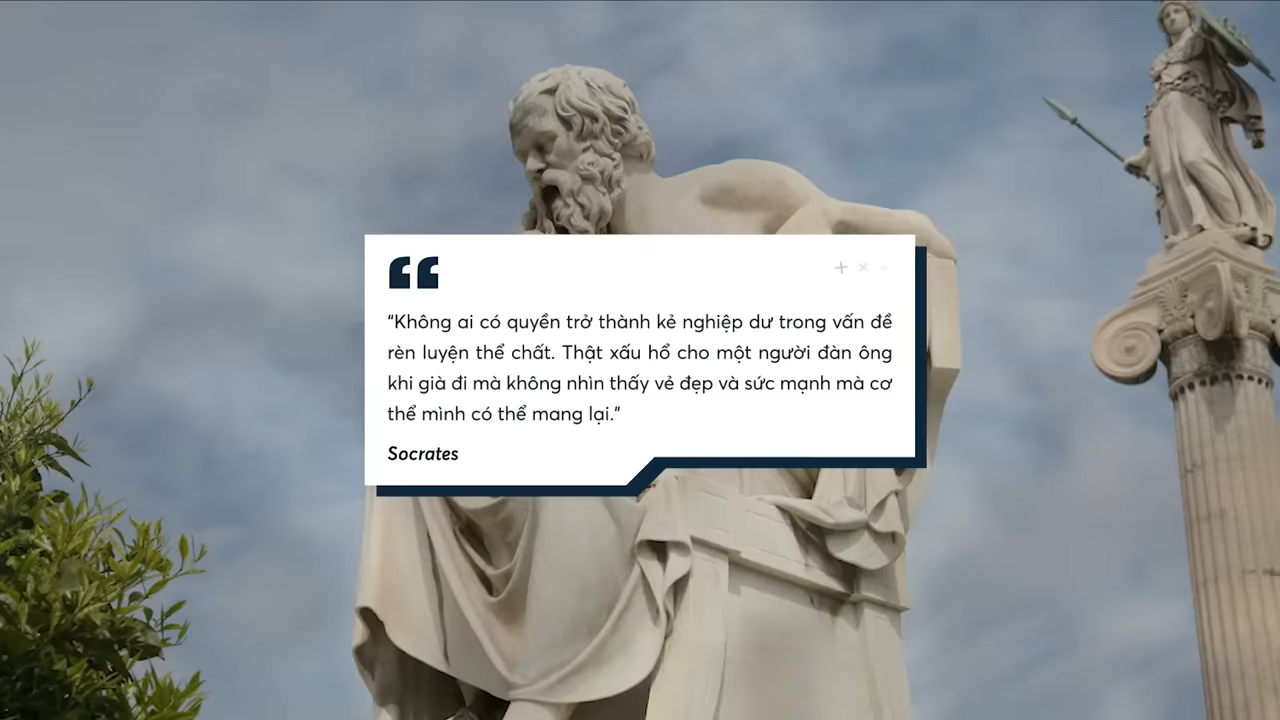 “Không ai có quyền trở thành kẻ nghiệp dư trong vấn đề
rèn luyện thể chất. Thật xấu hổ cho một người đàn ông
khi già đi mà không nhìn thấy vẻ đẹp và sức mạnh mà cơ
thể mình có thể mang lại.”
Socrates